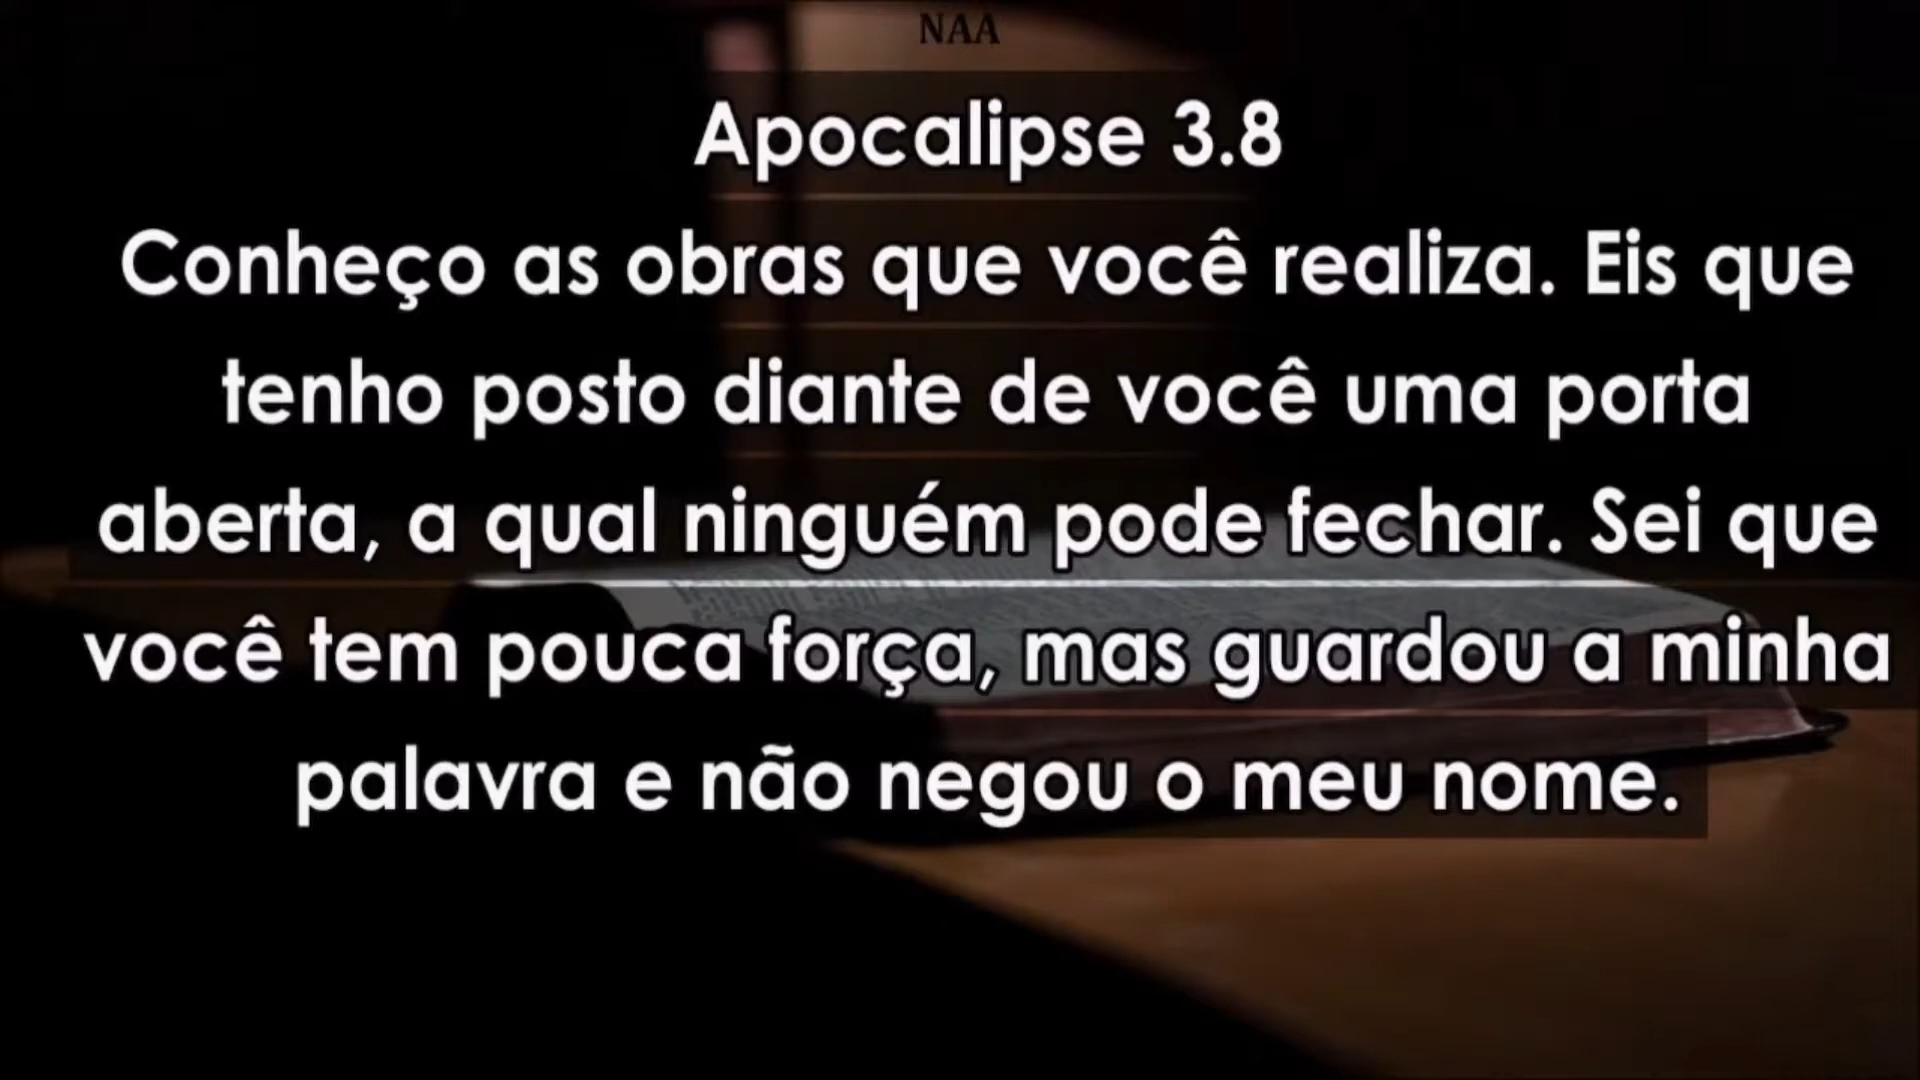 NAA
Apocalipse 3.8
Conheço as obras que você realiza. Eis que
tenho posto diante de você uma porta
aberta, a qual ninguém pode fechar. Sei que
você tem pouca força, mas guardou a minha
palavra e não negou o meu nome.